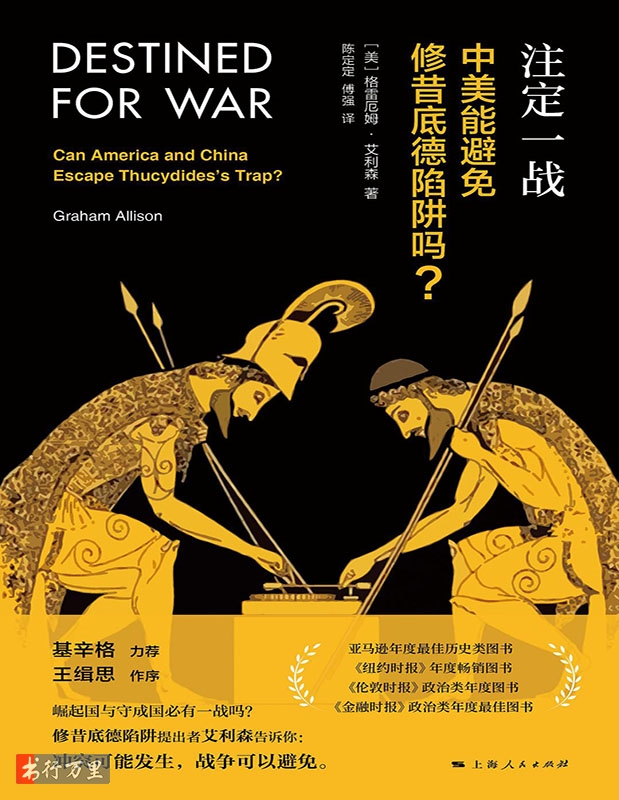 DESTINED
FOR WAR
Can America and China
Escape Thucydides's Trap?
Graham Allison
注定一战
中美能避免
修昔底德陷阱吗?
[美] 格雷厄姆·艾利森 著
陈定定 傅强 译
基辛格 力荐
王缉思 作序
崛起国与守成国必有一战吗?
修昔底德陷阱提出者艾利森告诉你:
冲突可能发生,战争可以避免。
亚马逊年度最佳历史类图书
《纽约时报》年度畅销图书
《伦敦时报》政治类年度图书
《金融时报》政治类年度最佳图书
上海人民出版社
书行万里